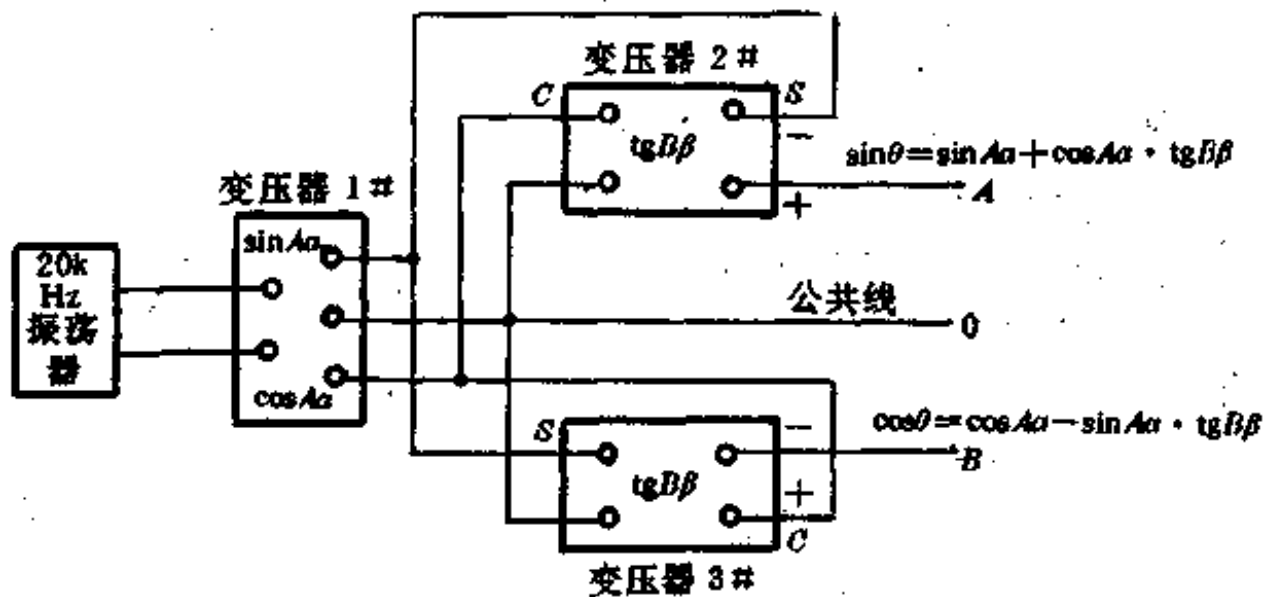 变压器 2 #
C
S
tgBβ
−
+
sinθ=sinAα+cosAα・tgBβ
A
变压器 1 #
sinAα
cosAα
20k
Hz
振荡
器
公共线
0
S
tgBβ
−
+
C
cosθ=cosAα−sinAα・tgBβ
B
变压器 3 #